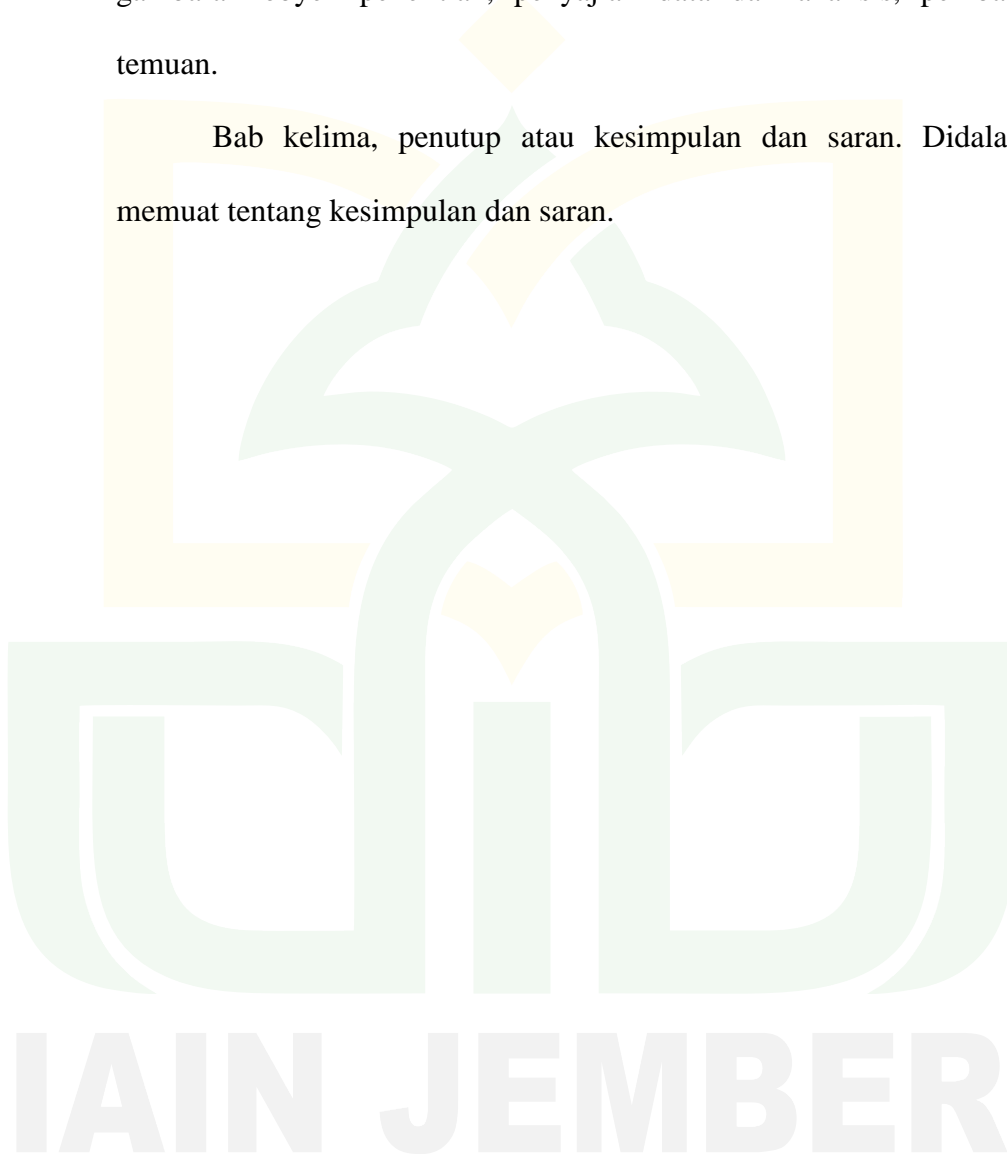 temuan.
Bab kelima, penutup atau kesimpulan dan saran. Didala
memuat tentang kesimpulan dan saran.
IAIN JEMBER